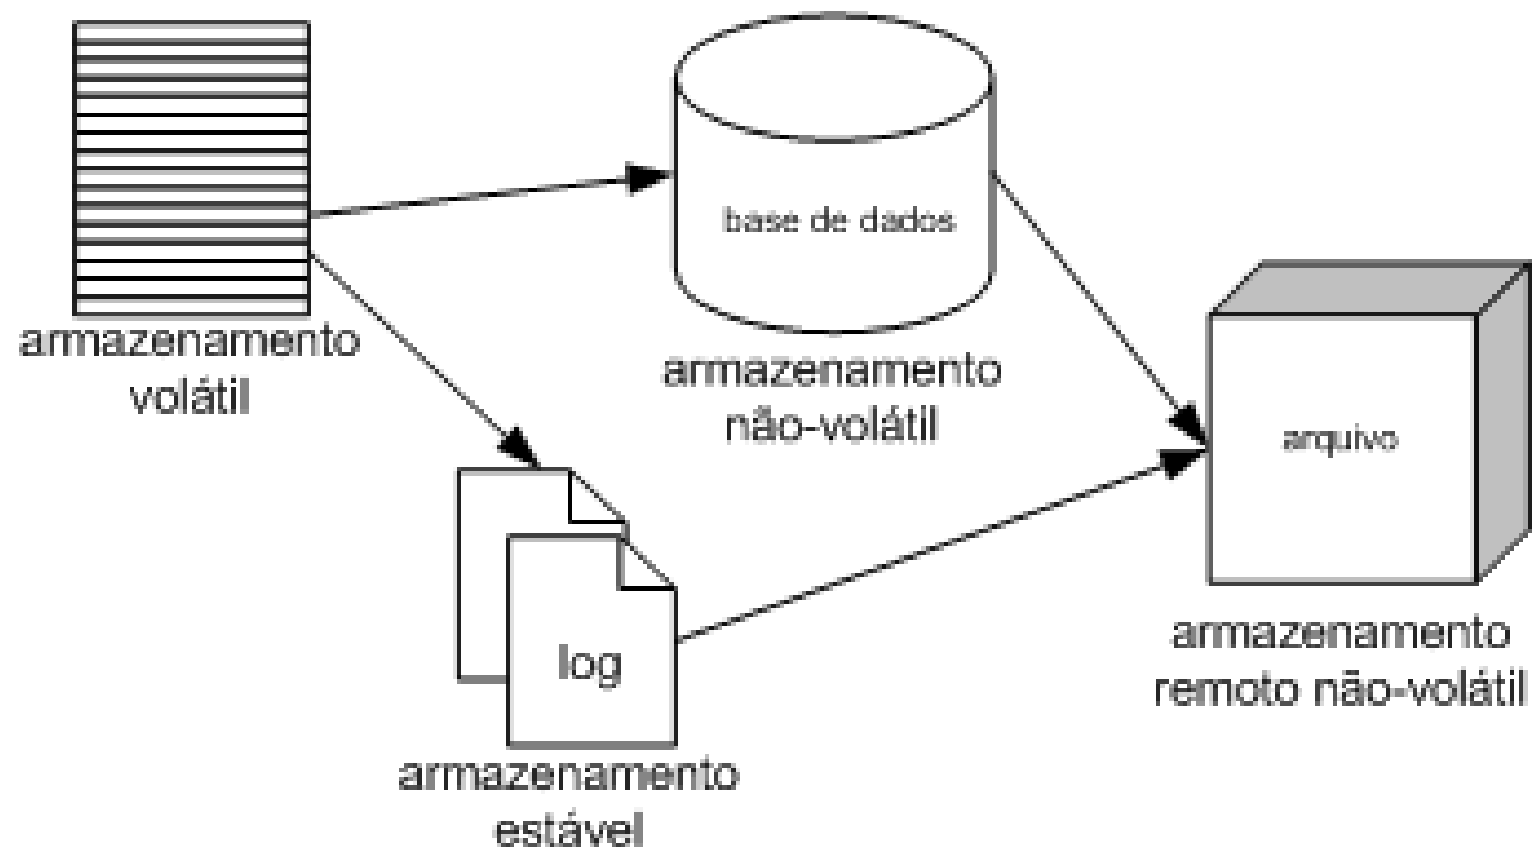 base de dados
armazenamento
volátil
armazenamento
não-volátil
arquivo
log
armazenamento
remoto não-volátil
armazenamento
estável